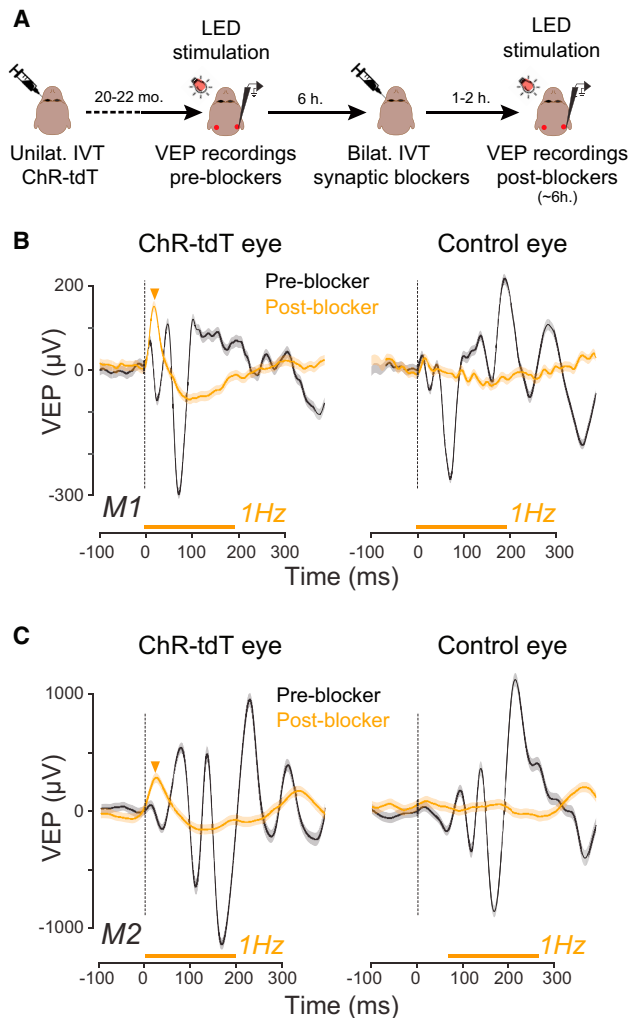 A
LED
stimulation
LED
stimulation
20-22 mo.
6 h.
1-2 h.
Unilat. IVT
ChR-tdT
VEP recordings
pre-blockers
Bilat. IVT
synaptic blockers
VEP recordings
post-blockers
(~6h.)
B
ChR-tdT eye
Control eye
Pre-blocker
Post-blocker
200
0
-300
VEP (µV)
M1
1Hz
1Hz
-100 0 100 200 300
-100 0 100 200 300
Time (ms)
C
ChR-tdT eye
Control eye
Pre-blocker
Post-blocker
1000
0
-1000
VEP (µV)
M2
1Hz
1Hz
-100 0 100 200 300
-100 0 100 200 300
Time (ms)